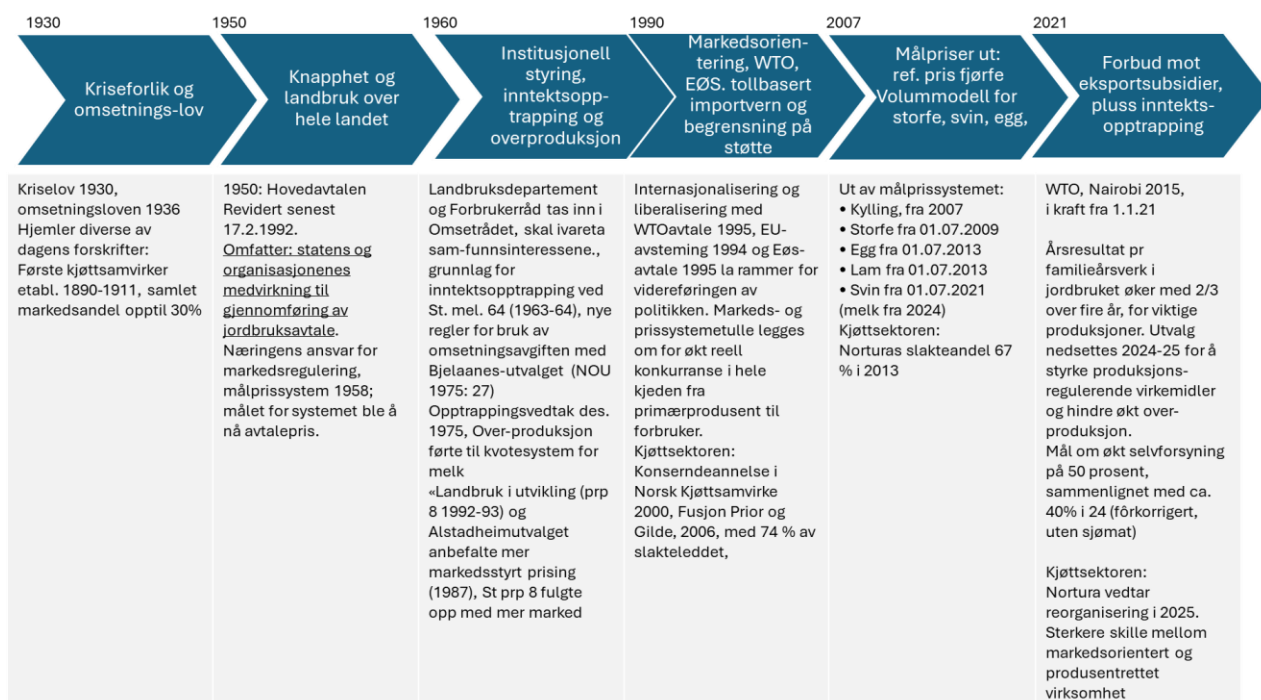 1930
1950
1960
1990
2007
2021
Kriseforlik og
omsetnings-lov
Knapphet og
landbruk over
hele landet
Institusjonell
styring,
inntektsopp-
trapping og
overproduksjon
Markedsorien-
tering, WTO,
EØS. tollbasert
importvern og
begrensning på
støtte
Målpriser ut:
ref. pris fjørfe
Volummodell for
storfe, svin, egg,
Forbud mot
eksportsubsidier,
pluss inntekts-
opptrapping
Kriselov 1930,
omsetningsloven 1936
Hjemler diverse av
dagens forskrifter:
Første kjøttsamvirker
etabl. 1890-1911, samlet
markedsandel opptil 30%
1950: Hovedavtalen
Revidert senest
17.2.1992.
Omfatter: statens og
organisasjonenes
medvirkning til
gjennomføring av
jordbruksavtale.
Næringens ansvar for
markedsregulering,
målprissystem 1958;
målet for systemet ble å
nå avtalepris.
Landbruksdepartement
og Forbrukerråd tas inn i
Omsetrådet, skal ivareta
sam-funnsinteressene.,
grunnlag for
inntektsopptrapping ved
St. mel. 64 (1963-64), nye
regler for bruk av
omsetningsavgiften med
Bjelaanes-utvalget (NOU
1975: 27)
Opptrappingsvedtak des.
1975, Over-produksjon
førte til kvotesystem for
melk
«Landbruk i utvikling (prp
8 1992-93) og
Alstadheimutvalget
anbefalte mer
markedsstyrt prising
(1987), St prp 8 fulgte
opp med mer marked
Internasjonalisering og
liberalisering med
WTOavtale 1995, EU-
avsteming 1994 og Eøs-
avtale 1995 la rammer for
videreføringen av
politikken. Markeds- og
prissystemetulle legges
om for økt reell
konkurranse i hele
kjeden fra
primærprodusent til
forbruker.
Kjøttsektoren:
Konserndeannelse i
Norsk Kjøttsamvirke
2000, Fusjon Prior og
Gilde, 2006, med 74 % av
slakteleddet,
Ut av målprissystemet:
• Kylling, fra 2007
• Storfe fra 01.07.2009
• Egg fra 01.07.2013
• Lam fra 01.07.2013
• Svin fra 01.07.2021
(melk fra 2024)
Kjøttsektoren:
Norturas slakteandel 67
% i 2013
WTO, Nairobi 2015,
i kraft fra 1.1.21
Årsresultat pr
familieårsverk i
jordbruket øker med 2/3
over fire år, for viktige
produksjoner. Utvalg
nedsettes 2024-25 for å
styrke produksjons-
regulerende virkemidler
og hindre økt over-
produksjon.
Mål om økt selvforsyning
på 50 prosent,
sammenlignet med ca.
40% i 24 (fôrkorrigert,
uten sjømat)
Kjøttsektoren:
Nortura vedtar
reorganisering i 2025.
Sterkere skille mellom
markedsorientert og
produsentrettet
virksomhet